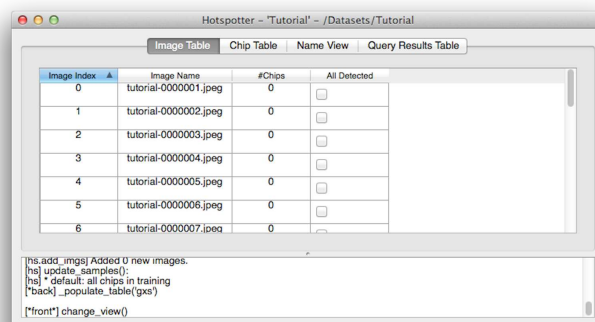 Hotspotter – 'Tutorial' – /Datasets/Tutorial
Image Table Chip Table Name View Query Results Table
Image Index Image Name #Chips All Detected
0 tutorial-0000001.jpeg 0
1 tutorial-0000002.jpeg 0
2 tutorial-0000003.jpeg 0
3 tutorial-0000004.jpeg 0
4 tutorial-0000005.jpeg 0
5 tutorial-0000006.jpeg 0
6 tutorial-0000007.jpeg 0
[hs.add_imgs] Added 0 new images.
[hs] update_samples():
[hs] * default: all chips in training
[*back] _populate_table('gxs')
[*front*] change_view()